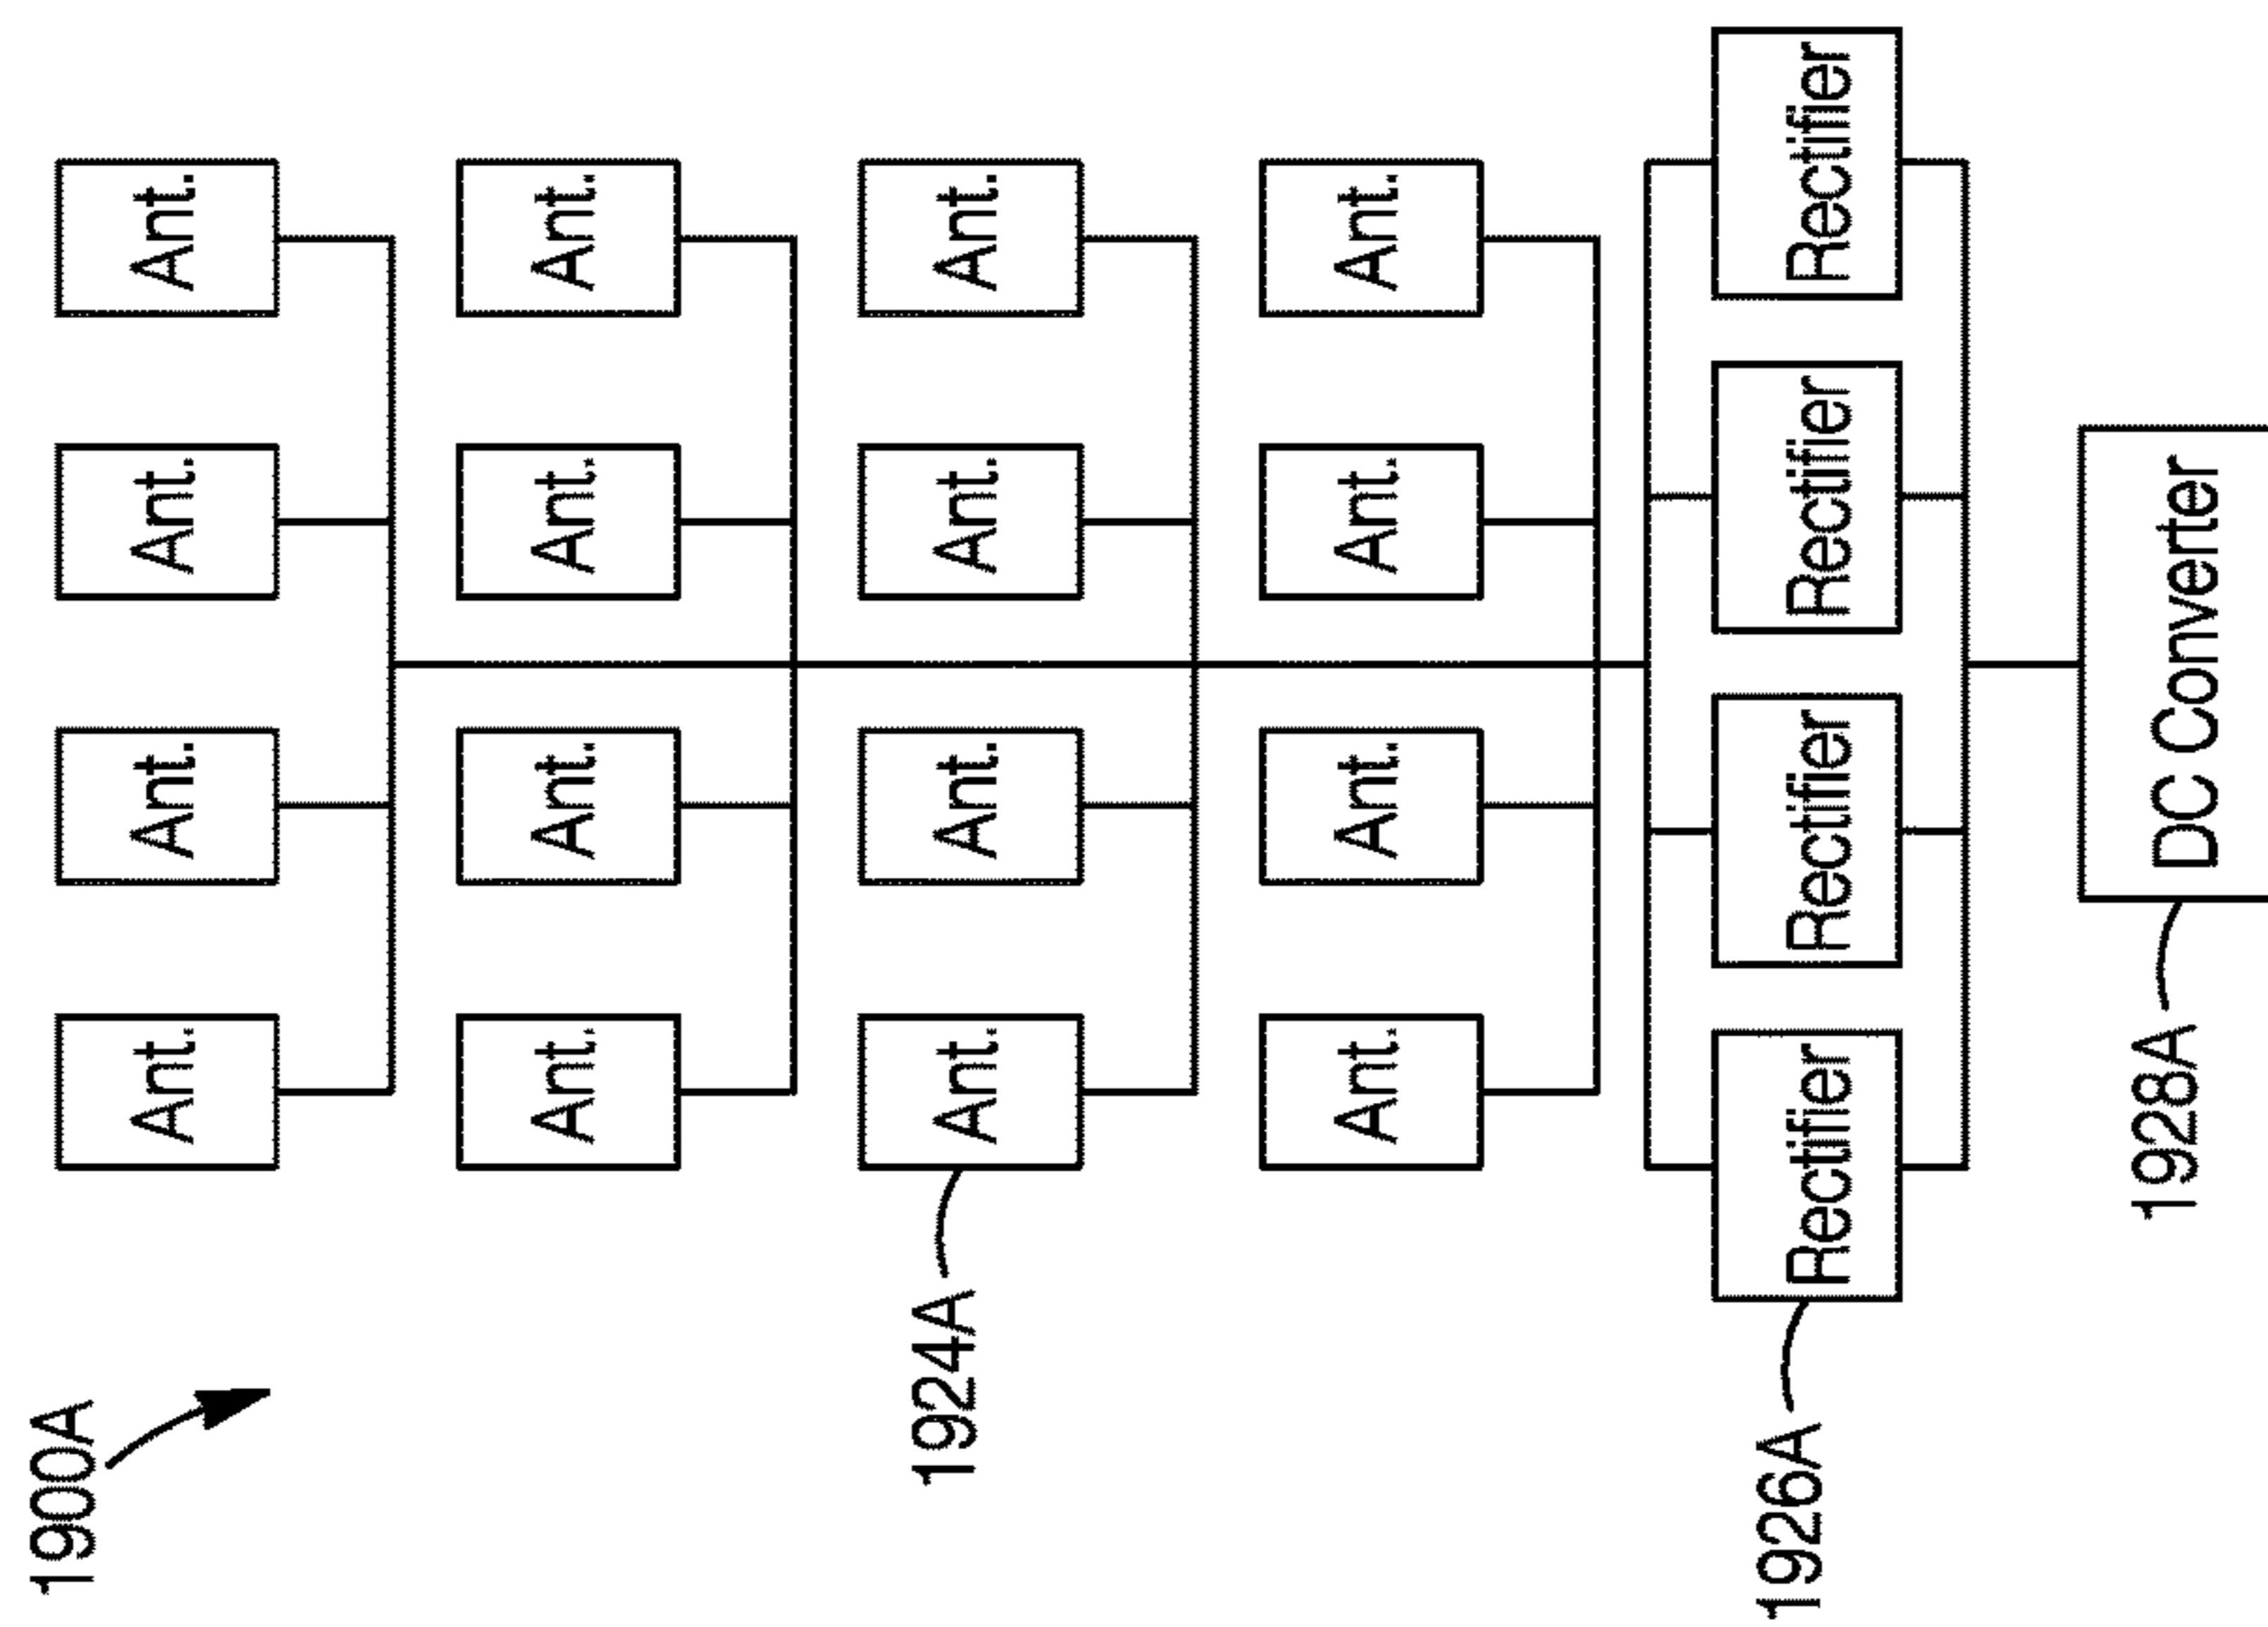 1900A
Ant. Ant. Ant. Ant.
Ant. Ant. Ant. Ant.
1924A
Ant. Ant. Ant. Ant.
Ant. Ant. Ant. Ant.
1926A
Rectifier Rectifier Rectifier Rectifier
1928A
DC Converter